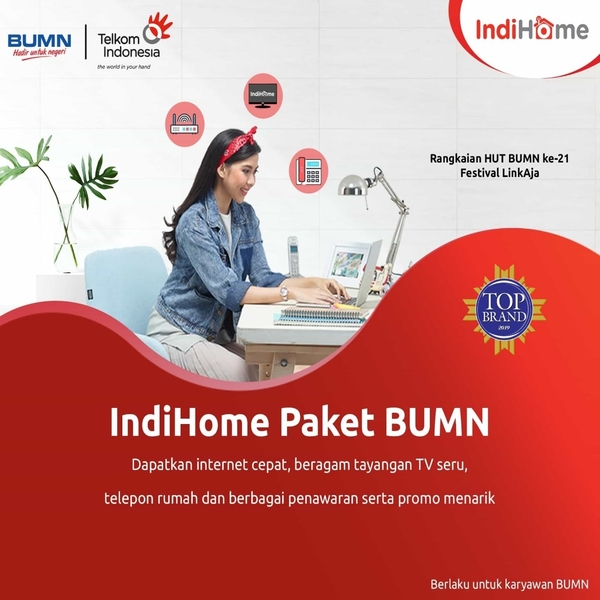 BUMN
Hadir untuk negeri
Telkom
Indonesia
the world in your hand
IndiHome
IndiHome
Rangkaian HUT BUMN ke-21
Festival LinkAja
TOP
BRAND
2019
IndiHome Paket BUMN
Dapatkan internet cepat, beragam tayangan TV seru,
telepon rumah dan berbagai penawaran serta promo menarik
Berlaku untuk karyawan BUMN